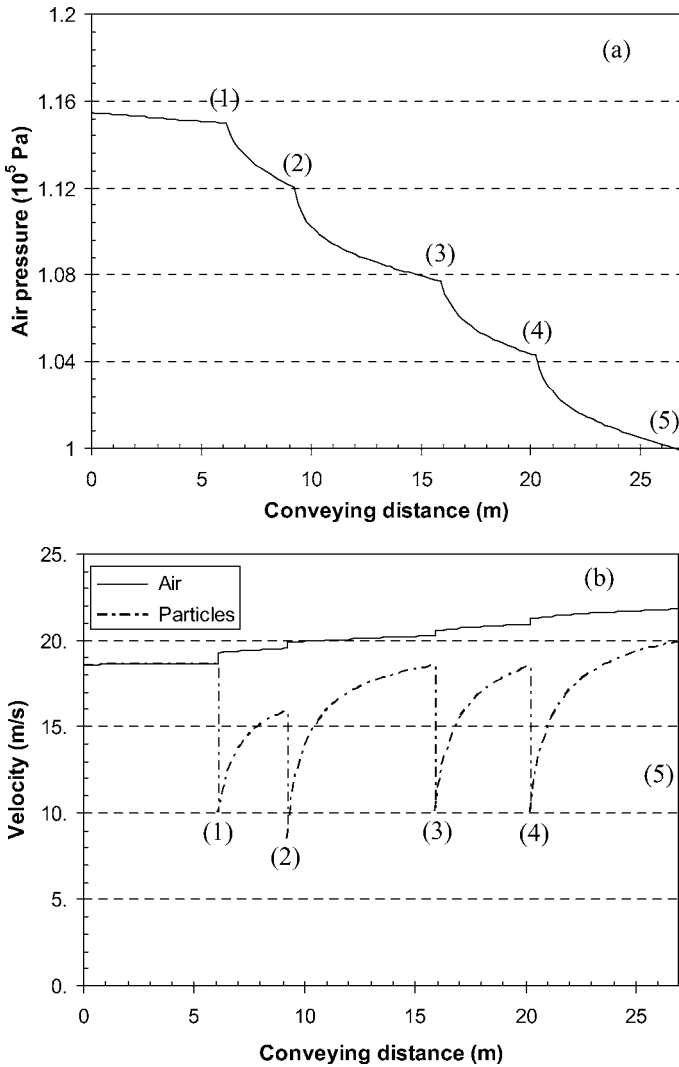 1.2
(a)
1.16
(1)
(2)
1.12
(3)
1.08
(4)
1.04
(5)
1
Air pressure (10⁵ Pa)
0 5 10 15 20 25
Conveying distance (m)
25.
Air
Particles
(b)
20.
15.
(5)
10.
(1)
(2)
(3)
(4)
5.
0.
Velocity (m/s)
0 5 10 15 20 25
Conveying distance (m)